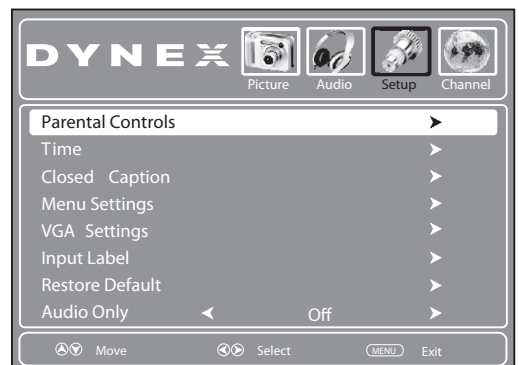 DYNEX
Picture Audio Setup Channel
Parental Controls
Time
Closed Caption
Menu Settings
VGA Settings
Input Label
Restore Default
Audio Only Off
Move Select MENU Exit